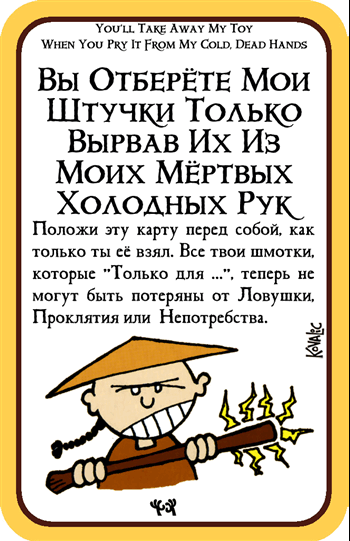 You'll Take Away My Toy
When You Pry It From My Cold, Dead Hands
Вы Отберёте Мои
Штучки Только
Вырвав Их Из
Моих Мёртвых
Холодных Рук
Положи эту карту перед собой, как
только ты её взял. Все твои шмотки,
которые "Только для ...", теперь не
могут быть потеряны от Ловушки,
Проклятия или Непотребства.
KOVALIC